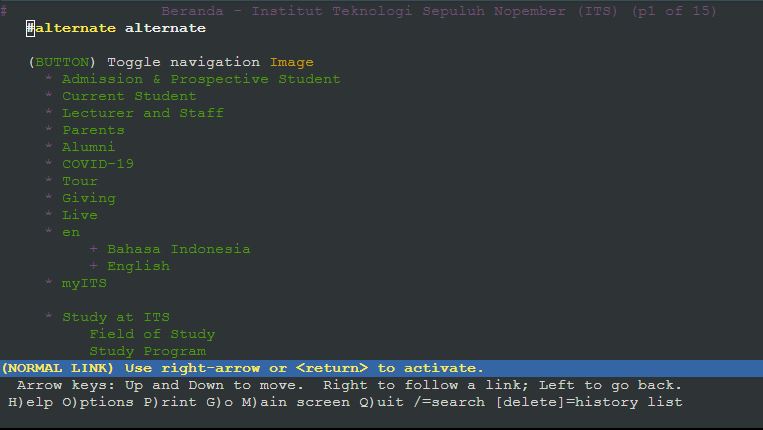 # Beranda - Institut Teknologi Sepuluh Nopember (ITS) (p1 of 15)
#alternate alternate
(BUTTON) Toggle navigation Image
* Admission & Prospective Student
* Current Student
* Lecturer and Staff
* Parents
* Alumni
* COVID-19
* Tour
* Giving
* Live
* en
+ Bahasa Indonesia
+ English
* myITS
* Study at ITS
Field of Study
Study Program
(NORMAL LINK) Use right-arrow or <return> to activate.
Arrow keys: Up and Down to move. Right to follow a link; Left to go back.
H)elp O)ptions P)rint G)o M)ain screen Q)uit /=search [delete]=history list